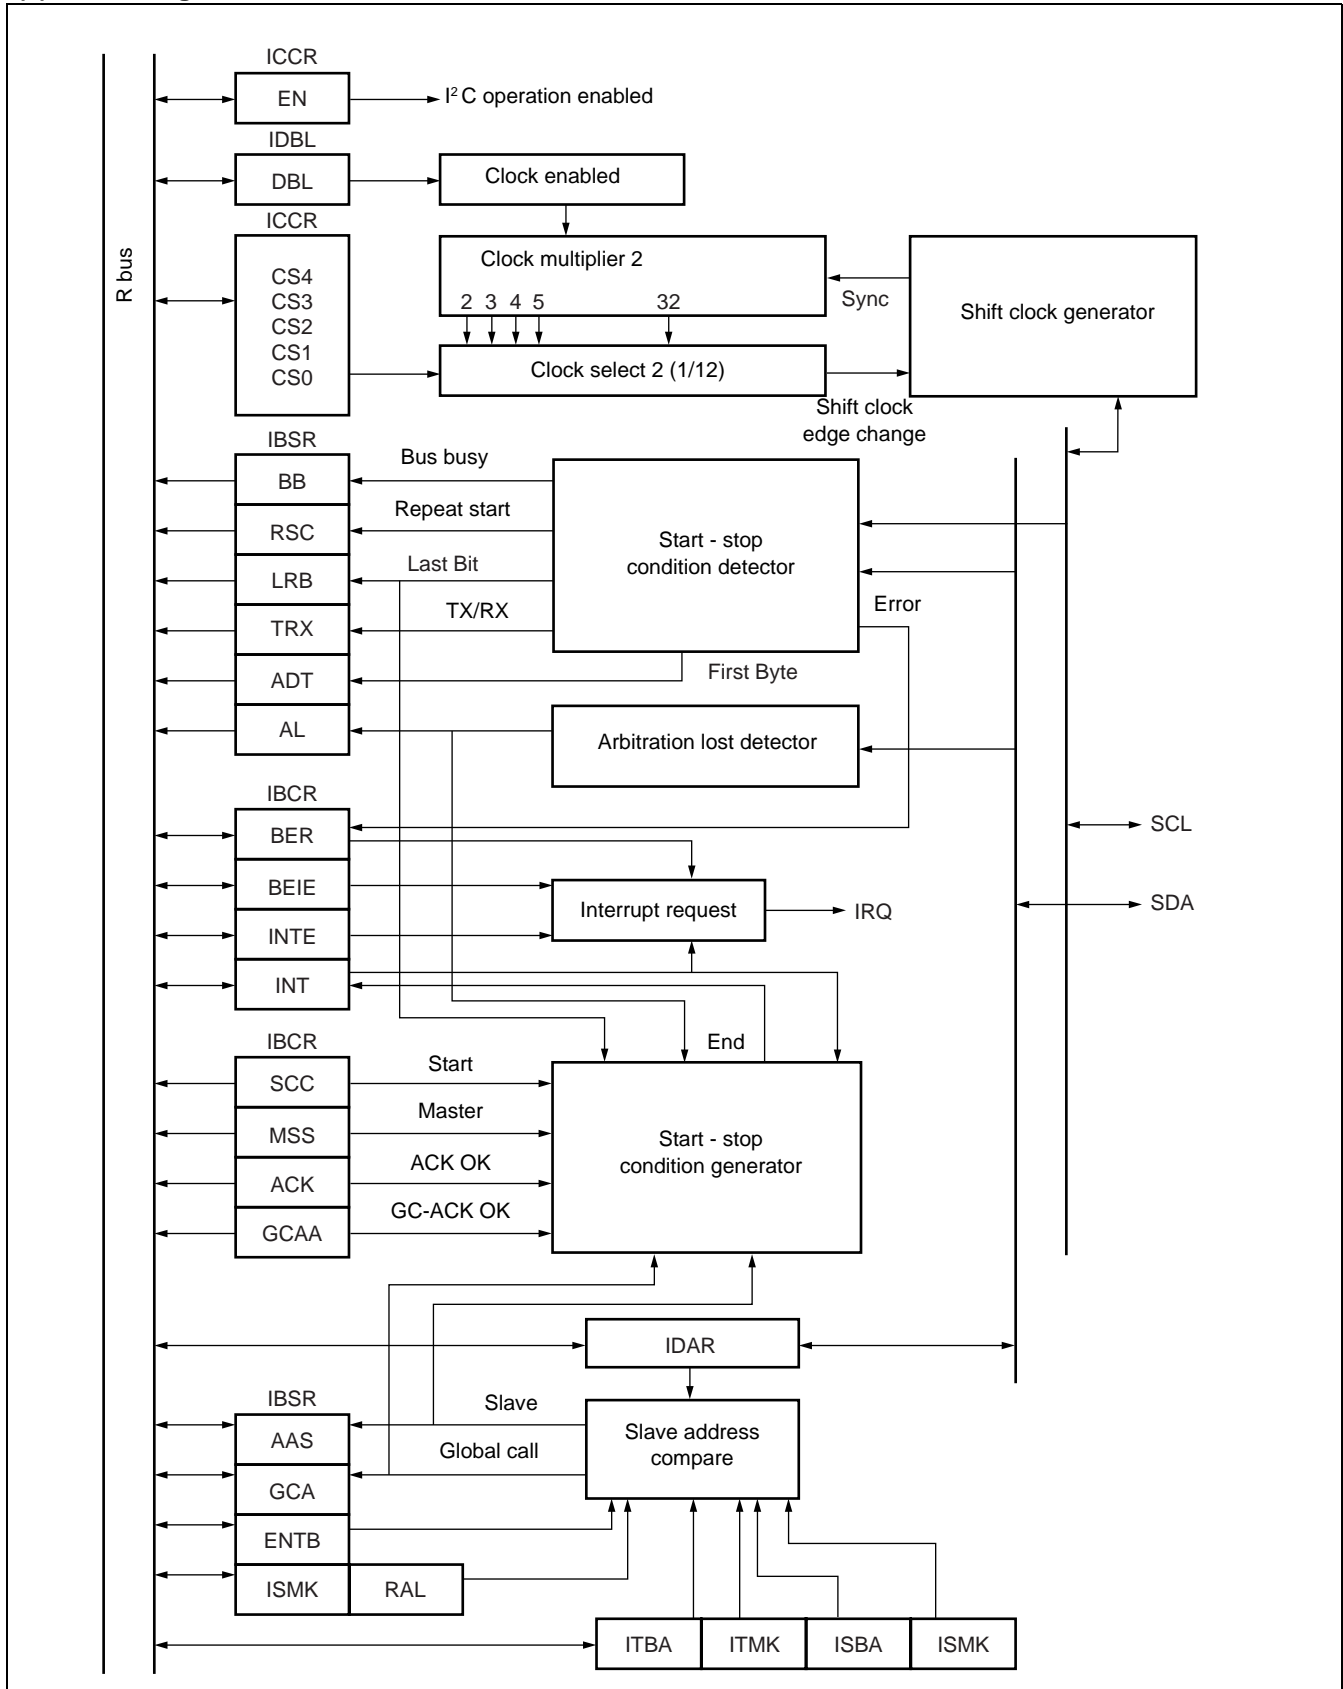 ICCR
EN
I² C operation enabled
IDBL
DBL
Clock enabled
ICCR
R bus
CS4
CS3
CS2
CS1
CS0
Clock multiplier 2
2 3 4 5 32
Sync
Shift clock generator
Clock select 2 (1/12)
Shift clock
edge change
IBSR
BB
Bus busy
RSC
Repeat start
LRB
Last Bit
TRX
TX/RX
ADT
First Byte
AL
Start - stop
condition detector
Error
Arbitration lost detector
IBCR
BER
BEIE
INTE
INT
Interrupt request
IRQ
SCL
SDA
End
IBCR
SCC
Start
MSS
Master
ACK
ACK OK
GCAA
GC-ACK OK
Start - stop
condition generator
IDAR
IBSR
AAS
Slave
GCA
Global call
ENTB
ISMK RAL
Slave address
compare
ITBA ITMK ISBA ISMK